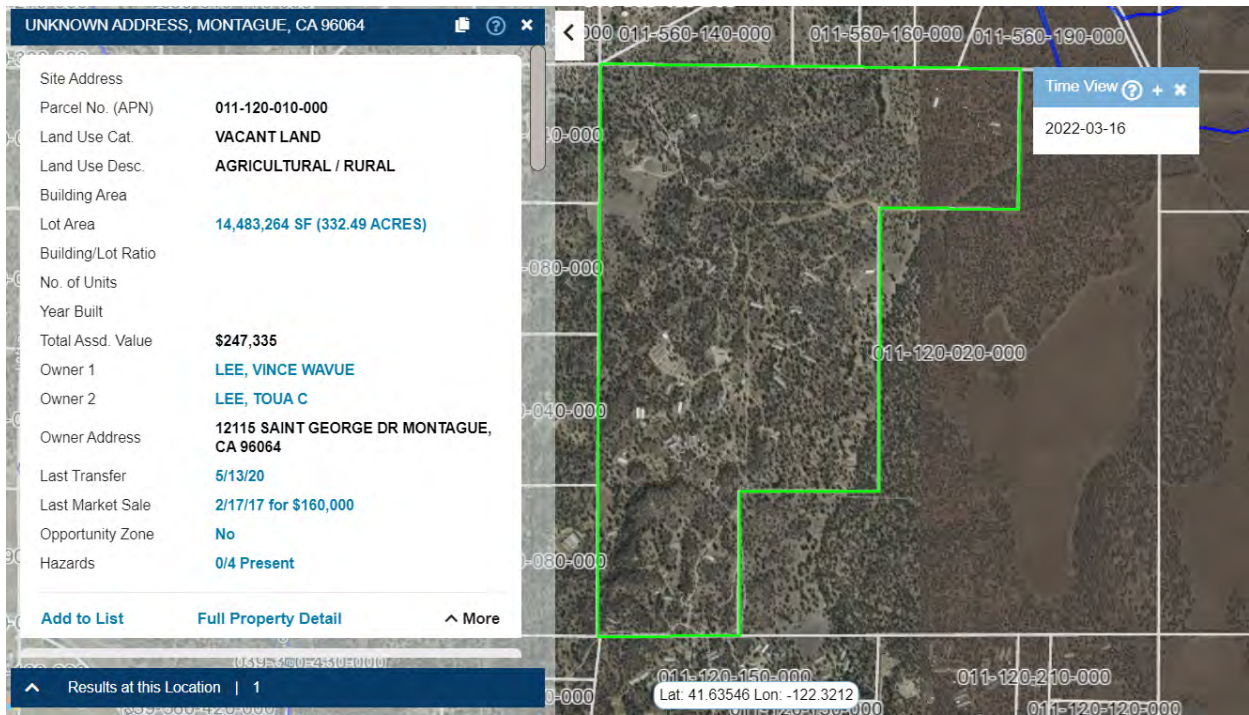 UNKNOWN ADDRESS, MONTAGUE, CA 96064
Site Address
Parcel No. (APN) 011-120-010-000
Land Use Cat. VACANT LAND
Land Use Desc. AGRICULTURAL / RURAL
Building Area
Lot Area 14,483,264 SF (332.49 ACRES)
Building/Lot Ratio
No. of Units
Year Built
Total Assd. Value $247,335
Owner 1 LEE, VINCE WAVUE
Owner 2 LEE, TOUA C
Owner Address 12115 SAINT GEORGE DR MONTAGUE,
CA 96064
Last Transfer 5/13/20
Last Market Sale 2/17/17 for $160,000
Opportunity Zone No
Hazards 0/4 Present
Add to List Full Property Detail More
Results at this Location | 1
011-560-140-000 011-560-160-000 011-560-190-000
Time View
2022-03-16
-080-000
011-120-020-000
-040-000
-080-000
011-120-150-000 011-120-210-000
Lat: 41.63546 Lon: -122.3212
011-120-120-000